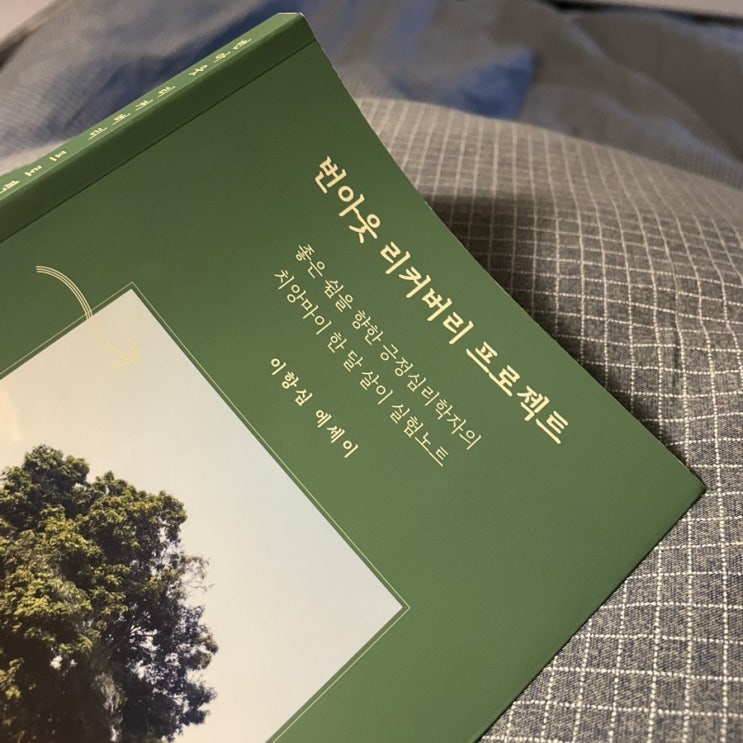 번아웃 리커버리 프로젝트
좋은 쉼을 향한 긍정심리학자의
치앙마이 한 달 살이 실험노트
이항심 에세이